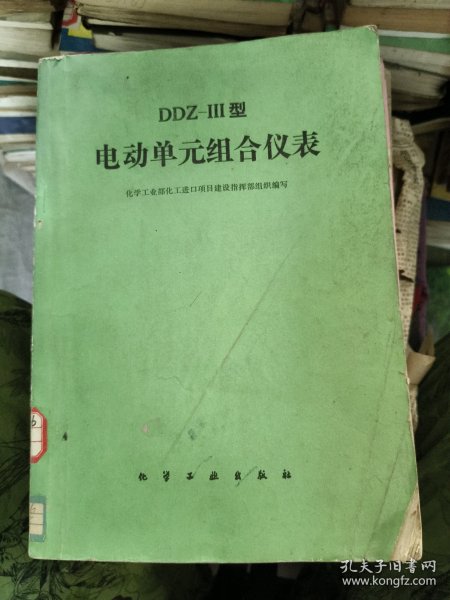 DDZ-III型
电动单元组合仪表
化学工业部化工进口项目建设指挥部组织编写
化学工业出版社
孔夫子旧书网
www.kongfz.com